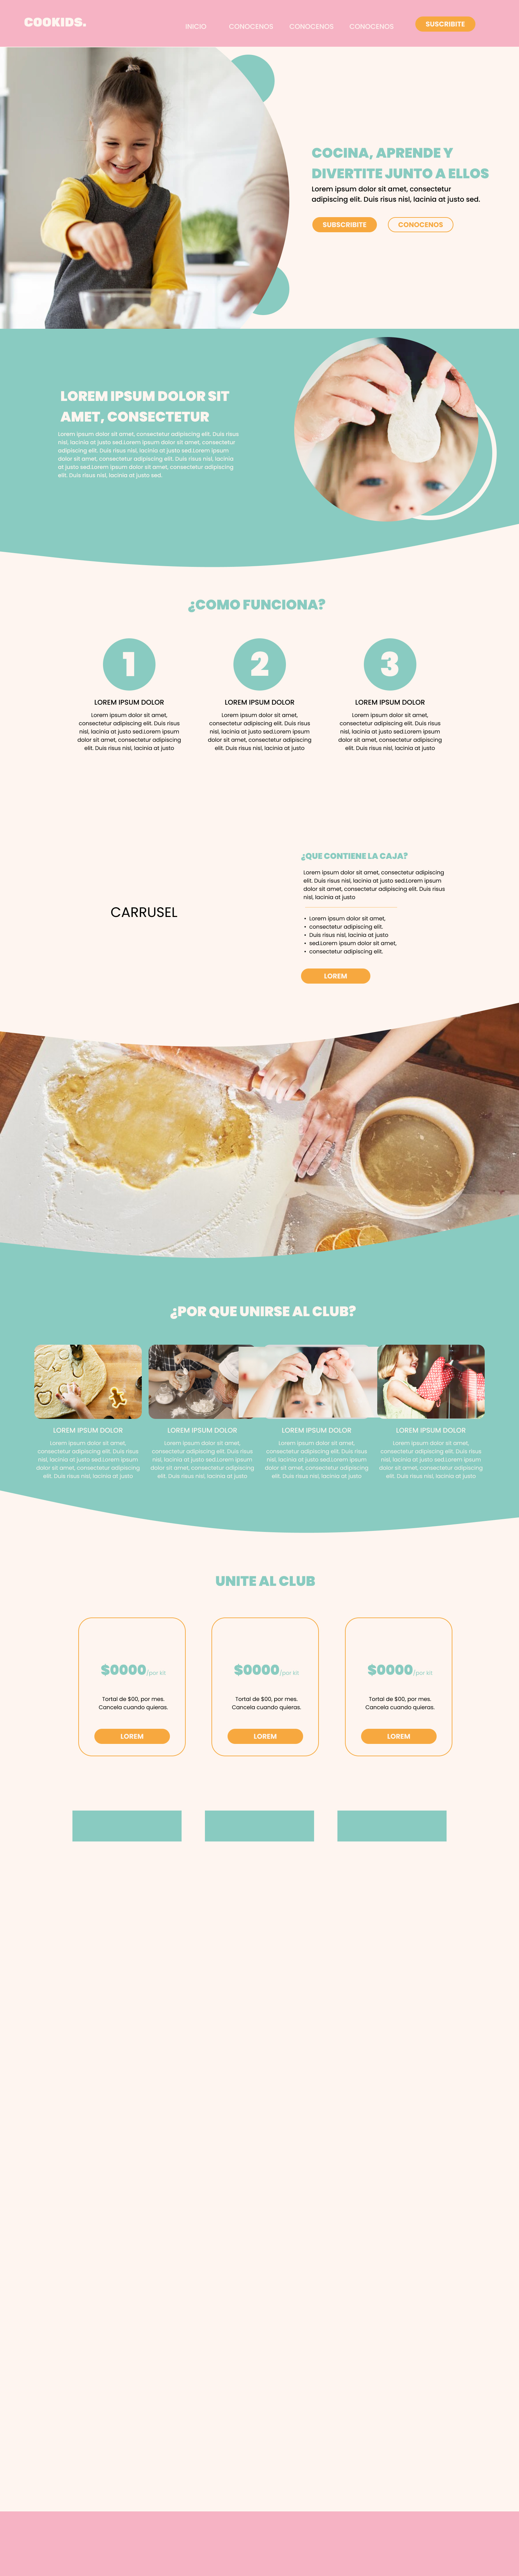 COOKIDS.
INICIO
CONOCENOS
CONOCENOS
CONOCENOS
SUSCRIBITE
COCINA, APRENDE Y
DIVERTITE JUNTO A ELLOS
Lorem ipsum dolor sit amet, consectetur
adipiscing elit. Duis risus nisl, lacinia at justo sed.
SUBSCRIBITE
CONOCENOS
LOREM IPSUM DOLOR SIT
AMET, CONSECTETUR
Lorem ipsum dolor sit amet, consectetur adipiscing elit. Duis risus
nisl, lacinia at justo sed.Lorem ipsum dolor sit amet, consectetur
adipiscing elit. Duis risus nisl, lacinia at justo sed.Lorem ipsum
dolor sit amet, consectetur adipiscing elit. Duis risus nisl, lacinia
at justo sed.Lorem ipsum dolor sit amet, consectetur adipiscing
elit. Duis risus nisl, lacinia at justo sed.
¿COMO FUNCIONA?
1
LOREM IPSUM DOLOR
Lorem ipsum dolor sit amet,
consectetur adipiscing elit. Duis risus
nisl, lacinia at justo sed.Lorem ipsum
dolor sit amet, consectetur adipiscing
elit. Duis risus nisl, lacinia at justo
2
LOREM IPSUM DOLOR
Lorem ipsum dolor sit amet,
consectetur adipiscing elit. Duis risus
nisl, lacinia at justo sed.Lorem ipsum
dolor sit amet, consectetur adipiscing
elit. Duis risus nisl, lacinia at justo
3
LOREM IPSUM DOLOR
Lorem ipsum dolor sit amet,
consectetur adipiscing elit. Duis risus
nisl, lacinia at justo sed.Lorem ipsum
dolor sit amet, consectetur adipiscing
elit. Duis risus nisl, lacinia at justo
CARRUSEL
¿QUE CONTIENE LA CAJA?
Lorem ipsum dolor sit amet, consectetur adipiscing
elit. Duis risus nisl, lacinia at justo sed.Lorem ipsum
dolor sit amet, consectetur adipiscing elit. Duis risus
nisl, lacinia at justo
• Lorem ipsum dolor sit amet,
• consectetur adipiscing elit.
• Duis risus nisl, lacinia at justo
• sed.Lorem ipsum dolor sit amet,
• consectetur adipiscing elit.
LOREM
¿POR QUE UNIRSE AL CLUB?
LOREM IPSUM DOLOR
Lorem ipsum dolor sit amet,
consectetur adipiscing elit. Duis risus
nisl, lacinia at justo sed.Lorem ipsum
dolor sit amet, consectetur adipiscing
elit. Duis risus nisl, lacinia at justo
LOREM IPSUM DOLOR
Lorem ipsum dolor sit amet,
consectetur adipiscing elit. Duis risus
nisl, lacinia at justo sed.Lorem ipsum
dolor sit amet, consectetur adipiscing
elit. Duis risus nisl, lacinia at justo
LOREM IPSUM DOLOR
Lorem ipsum dolor sit amet,
consectetur adipiscing elit. Duis risus
nisl, lacinia at justo sed.Lorem ipsum
dolor sit amet, consectetur adipiscing
elit. Duis risus nisl, lacinia at justo
LOREM IPSUM DOLOR
Lorem ipsum dolor sit amet,
consectetur adipiscing elit. Duis risus
nisl, lacinia at justo sed.Lorem ipsum
dolor sit amet, consectetur adipiscing
elit. Duis risus nisl, lacinia at justo
UNITE AL CLUB
$0000/por kit
Tortal de $00, por mes.
Cancela cuando quieras.
LOREM
$0000/por kit
Tortal de $00, por mes.
Cancela cuando quieras.
LOREM
$0000/por kit
Tortal de $00, por mes.
Cancela cuando quieras.
LOREM